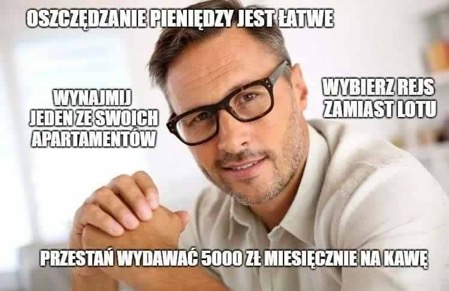 OSZCZĘDZANIE PIENIĘDZY JEST ŁATWE
WYNAJMIJ
JEDEN ZE SWOICH
APARTAMENTÓW
WYBIERZ REJS
ZAMIAST LOTU
PRZESTAŃ WYDAWAĆ 5000 ZŁ MIESIĘCZNIE NA KAWĘ